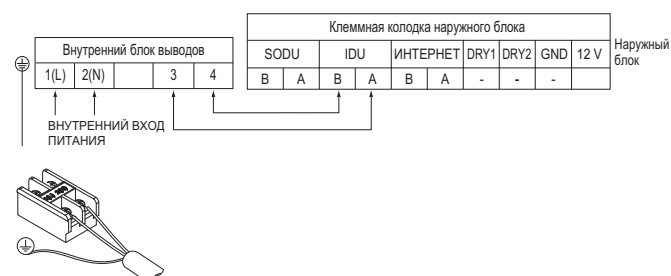 Клеммная колодка наружного блока
Наружный
блок
Внутренний блок выводов
SODU IDU ИНТЕРНЕТ DRY1 DRY2 GND 12 V
1(L) 2(N) 3 4
B A B A B A - - -
ВНУТРЕННИЙ ВХОД
ПИТАНИЯ